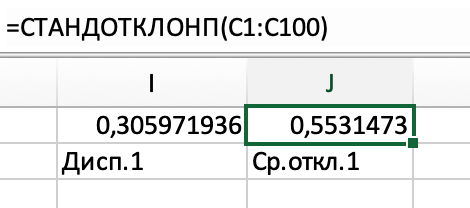 =СТАНДОТКЛОНП(C1:C100)
I J
0,305971936 0,5531473
Дисп.1 Ср.откл.1